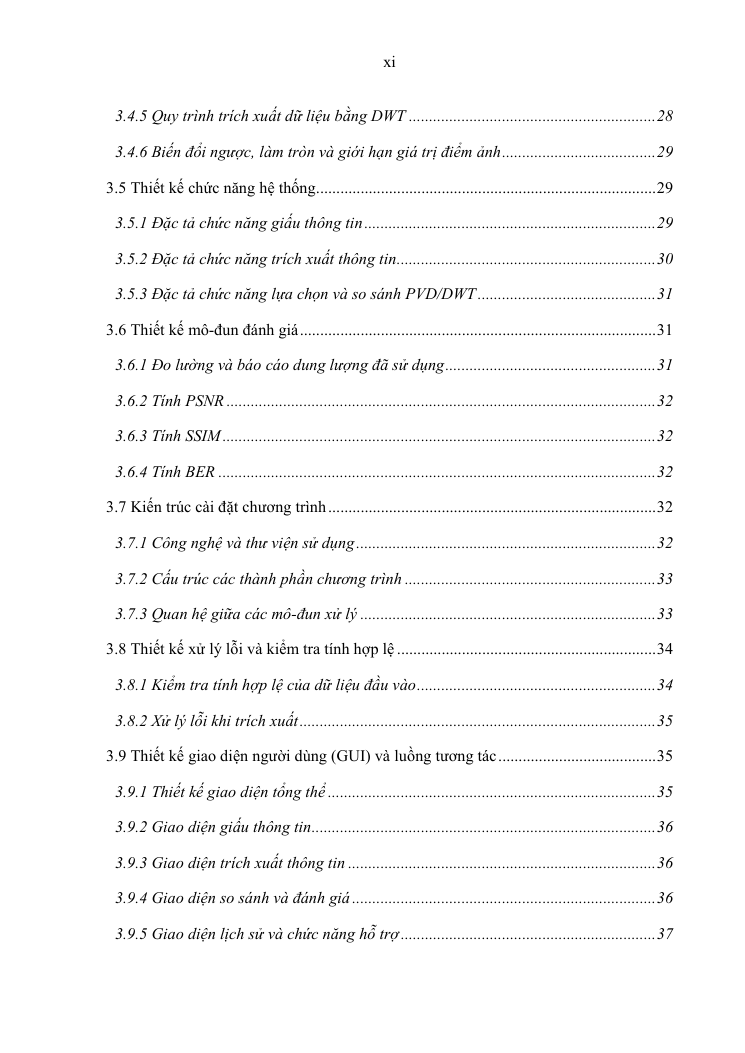 xi
3.4.5 Quy trình trích xuất dữ liệu bằng DWT ..............................................................28
3.4.6 Biến đổi ngược, làm tròn và giới hạn giá trị điểm ảnh.......................................29
3.5 Thiết kế chức năng hệ thống.....................................................................................29
3.5.1 Đặc tả chức năng giấu thông tin.........................................................................29
3.5.2 Đặc tả chức năng trích xuất thông tin.................................................................30
3.5.3 Đặc tả chức năng lựa chọn và so sánh PVD/DWT.............................................31
3.6 Thiết kế mô-đun đánh giá.........................................................................................31
3.6.1 Đo lường và báo cáo dung lượng đã sử dụng.....................................................31
3.6.2 Tính PSNR...........................................................................................................32
3.6.3 Tính SSIM............................................................................................................32
3.6.4 Tính BER .............................................................................................................32
3.7 Kiến trúc cài đặt chương trình..................................................................................32
3.7.1 Công nghệ và thư viện sử dụng...........................................................................32
3.7.2 Cấu trúc các thành phần chương trình ...............................................................33
3.7.3 Quan hệ giữa các mô-đun xử lý ..........................................................................33
3.8 Thiết kế xử lý lỗi và kiểm tra tính hợp lệ.................................................................34
3.8.1 Kiểm tra tính hợp lệ của dữ liệu đầu vào............................................................34
3.8.2 Xử lý lỗi khi trích xuất.........................................................................................35
3.9 Thiết kế giao diện người dùng (GUI) và luồng tương tác........................................35
3.9.1 Thiết kế giao diện tổng thể ..................................................................................35
3.9.2 Giao diện giấu thông tin......................................................................................36
3.9.3 Giao diện trích xuất thông tin .............................................................................36
3.9.4 Giao diện so sánh và đánh giá............................................................................36
3.9.5 Giao diện lịch sử và chức năng hỗ trợ................................................................37